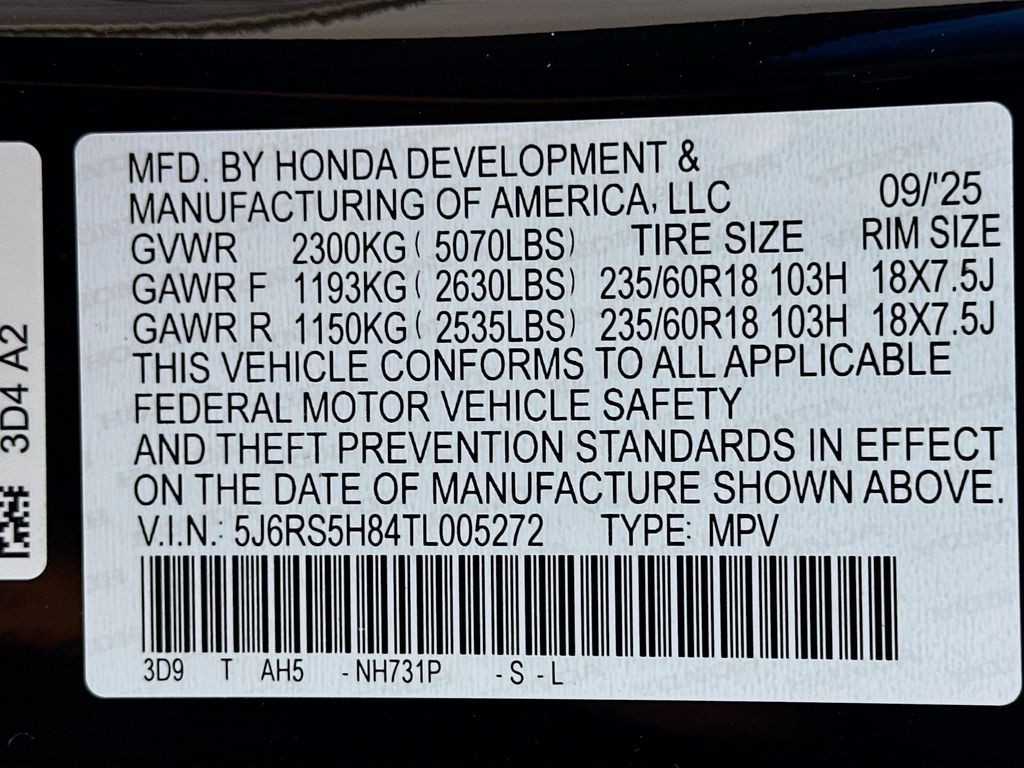 MFD. BY HONDA DEVELOPMENT &
MANUFACTURING OF AMERICA, LLC 09/'25
GVWR 2300KG ( 5070LBS) TIRE SIZE RIM SIZE
GAWR F 1193KG ( 2630LBS) 235/60R18 103H 18X7.5J
GAWR R 1150KG ( 2535LBS) 235/60R18 103H 18X7.5J
THIS VEHICLE CONFORMS TO ALL APPLICABLE
FEDERAL MOTOR VEHICLE SAFETY
AND THEFT PREVENTION STANDARDS IN EFFECT
ON THE DATE OF MANUFACTURE SHOWN ABOVE.
V.I.N.: 5J6RS5H84TL005272 TYPE: MPV
3D9 T AH5 -NH731P -S -L
3D4 A2